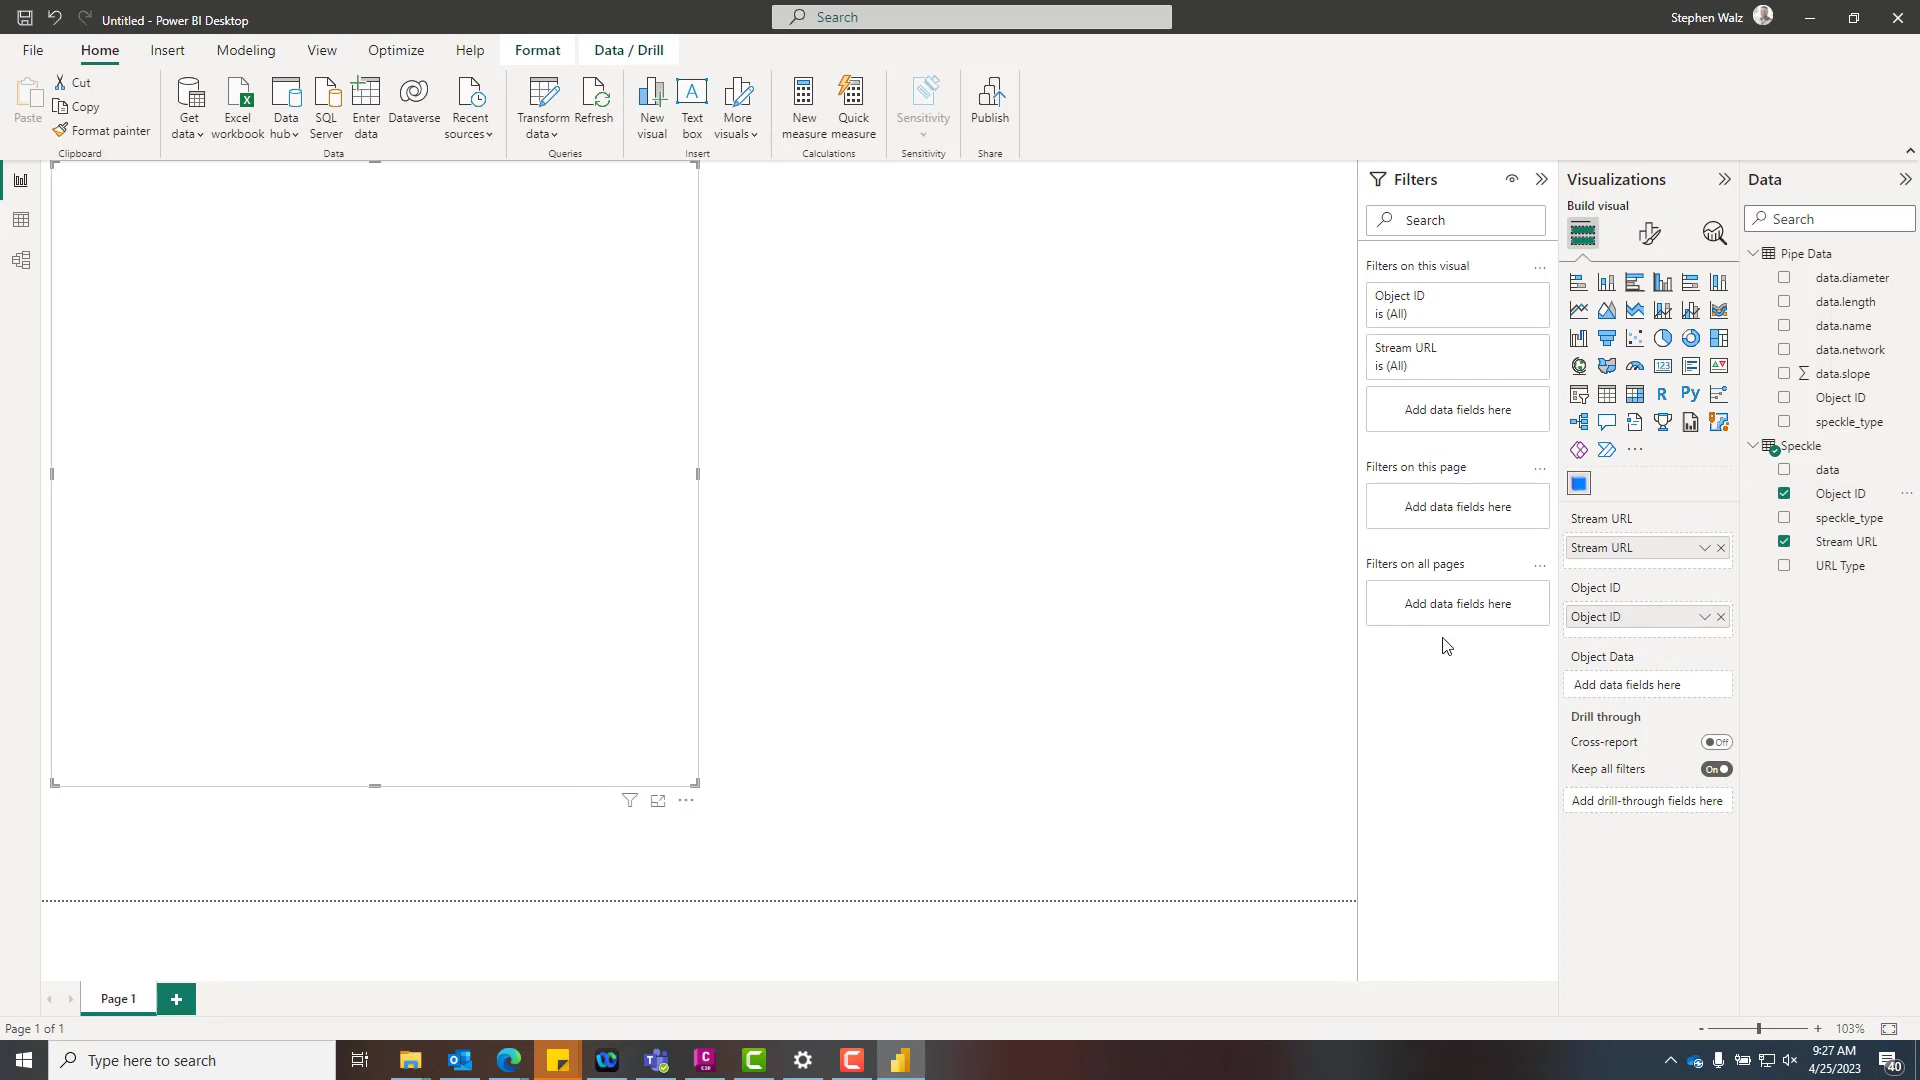 Untitled - Power BI Desktop
Search
Stephen Walz
File
Home
Insert
Modeling
View
Optimize
Help
Format
Data / Drill
Paste
Cut
Copy
Format painter
Clipboard
Get data
Excel workbook
Data hub
SQL Server
Enter data
Dataverse
Recent sources
Data
Transform data
Refresh
Queries
New visual
Text box
More visuals
Insert
New measure
Quick measure
Calculations
Sensitivity
Sensitivity
Publish
Share
Filters
Search
Filters on this visual
Object ID
is (All)
Stream URL
is (All)
Add data fields here
Filters on this page
Add data fields here
Filters on all pages
Add data fields here
Visualizations
Build visual
123
R
Py
Stream URL
Stream URL
Object ID
Object ID
Object Data
Add data fields here
Drill through
Cross-report
Off
Keep all filters
On
Add drill-through fields here
Data
Search
Pipe Data
data.diameter
data.length
data.name
data.network
data.slope
Object ID
speckle_type
Speckle
data
Object ID
speckle_type
Stream URL
URL Type
Page 1
Page 1 of 1
103%
Type here to search
9:27 AM
4/25/2023
40